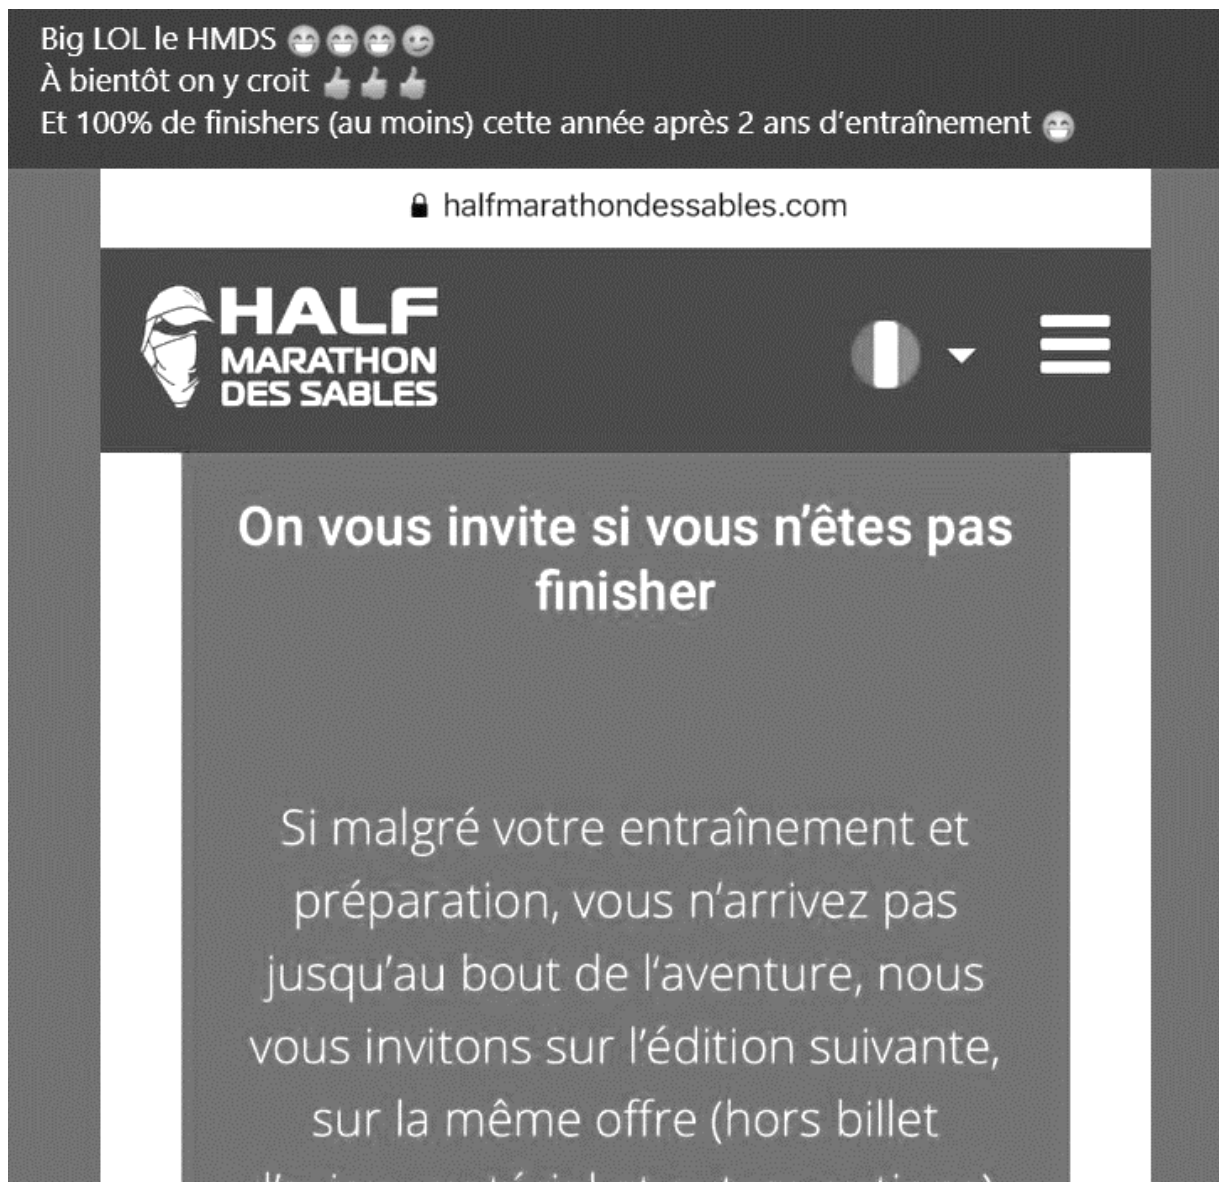 Big LOL le HMDS 😁😁😁😉
À bientôt on y croit 👍👍👍
Et 100% de finishers (au moins) cette année après 2 ans d’entraînement 😁
halfmarathondessables.com
HALF
MARATHON
DES SABLES
On vous invite si vous n’êtes pas
finisher
Si malgré votre entraînement et
préparation, vous n’arrivez pas
jusqu’au bout de l’aventure, nous
vous invitons sur l’édition suivante,
sur la même offre (hors billet